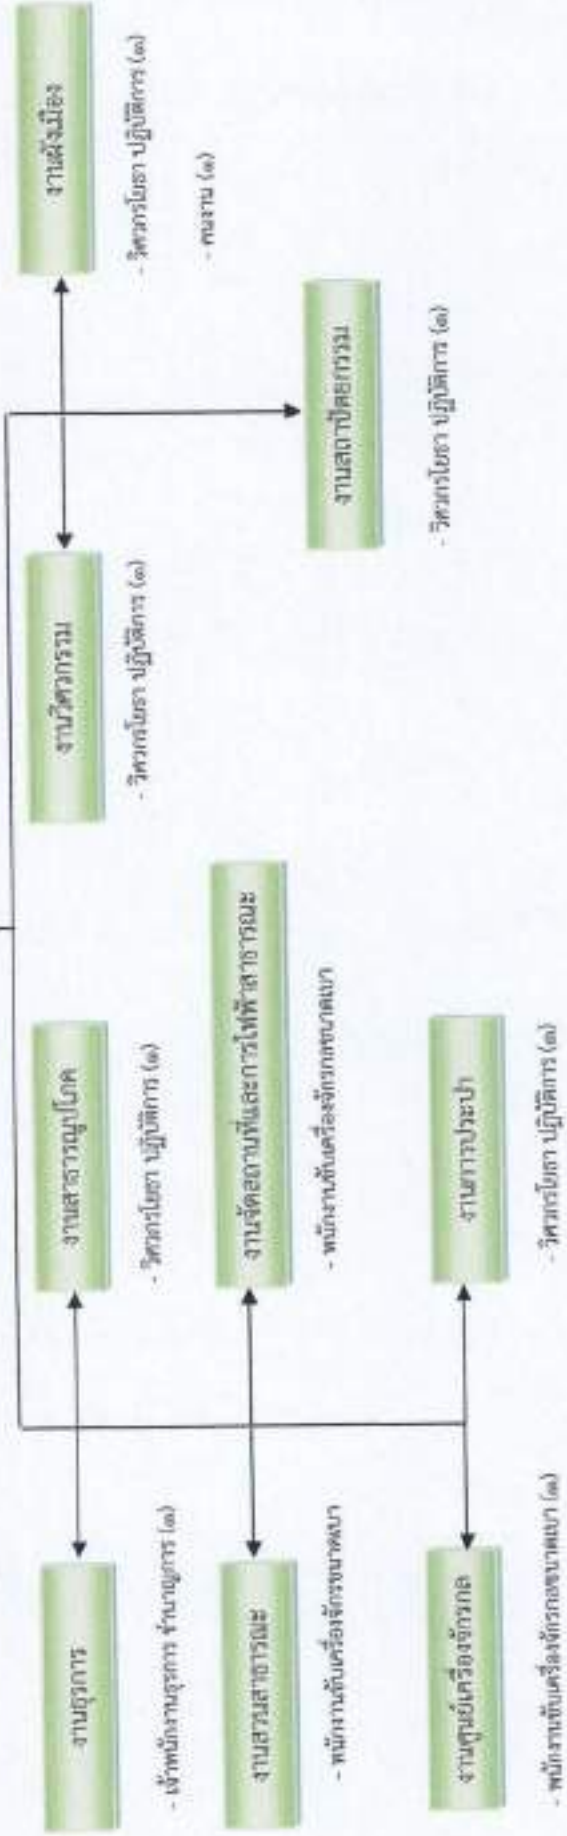 งานธุรการ
- เจ้าพนักงานธุรการ ชำนาญการ (๑)
งานสาธารณูปโภค
- วิศวกรโยธา ปฏิบัติการ (๑)
งานวิศวกรรม
- วิศวกรโยธา ปฏิบัติการ (๑)
งานผังเมือง
- วิศวกรโยธา ปฏิบัติการ (๑)
- คนงาน (๑)
งานสวนสาธารณะ
- พนักงานขับเครื่องจักรขนาดเบา
งานจัดสถานที่และการไฟฟ้าสาธารณะ
- พนักงานขับเครื่องจักรกลขนาดเบา
งานสถาปัตยกรรม
- วิศวกรโยธา ปฏิบัติการ (๑)
งานศูนย์เครื่องจักรกล
- พนักงานขับเครื่องจักรกลขนาดเบา (๑)
งานการประปา
- วิศวกรโยธา ปฏิบัติการ (๑)